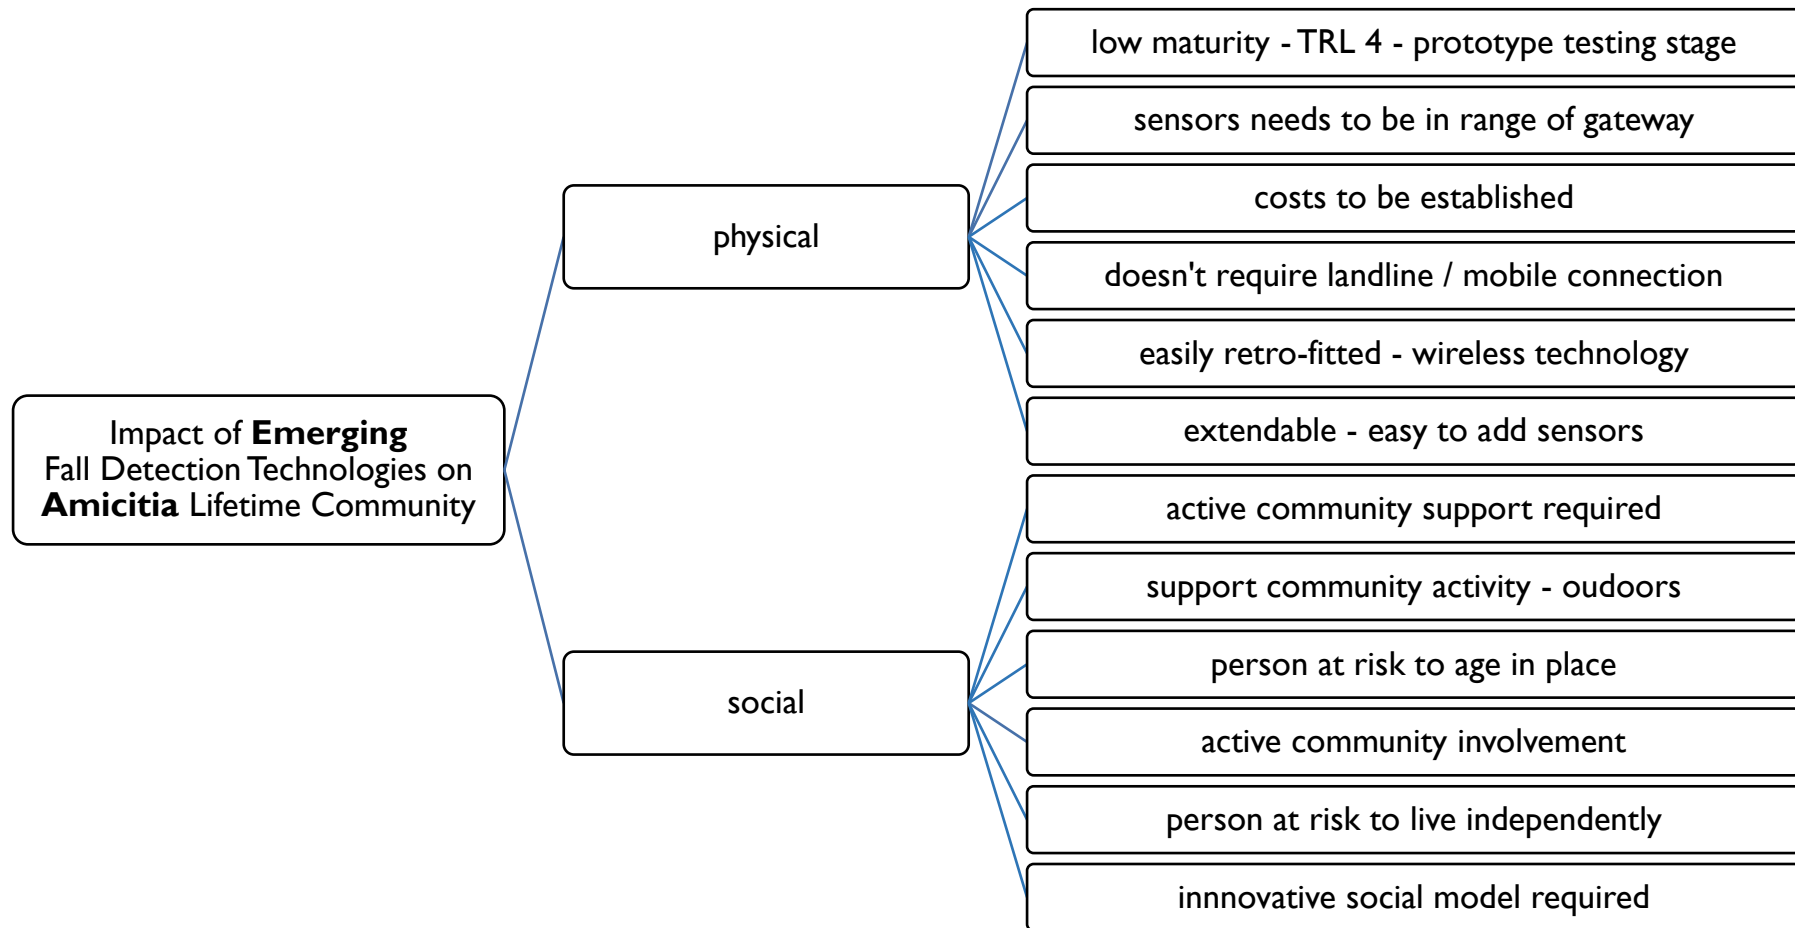 Impact of Emerging
Fall Detection Technologies on
Amicitia Lifetime Community
physical
low maturity - TRL 4 - prototype testing stage
sensors needs to be in range of gateway
costs to be established
doesn't require landline / mobile connection
easily retro-fitted - wireless technology
extendable - easy to add sensors
social
active community support required
support community activity - oudoors
person at risk to age in place
active community involvement
person at risk to live independently
innnovative social model required